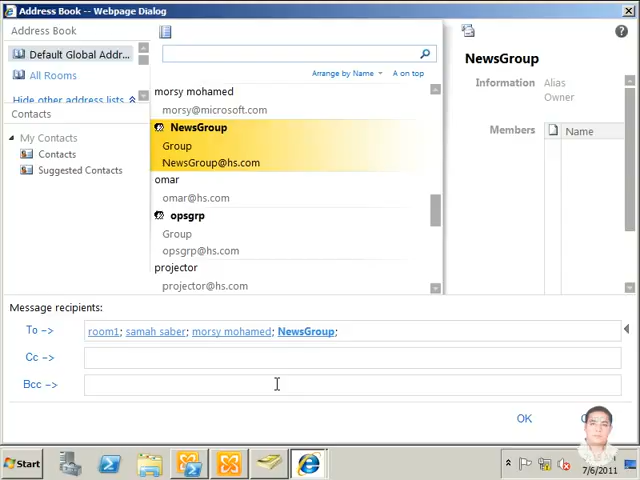 Address Book -- Webpage Dialog
Address Book
Default Global Addr...
All Rooms
Hide other address lists
Contacts
My Contacts
Contacts
Suggested Contacts
Arrange by Name
A on top
morsy mohamed
morsy@microsoft.com
NewsGroup
Group
NewsGroup@hs.com
omar
omar@hs.com
opsgrp
Group
opsgrp@hs.com
projector
projector@hs.com
NewsGroup
Information
Alias
Owner
Members
Name
Message recipients:
To ->
room1; samah saber; morsy mohamed; NewsGroup;
Cc ->
Bcc ->
OK
Start
7/6/2011